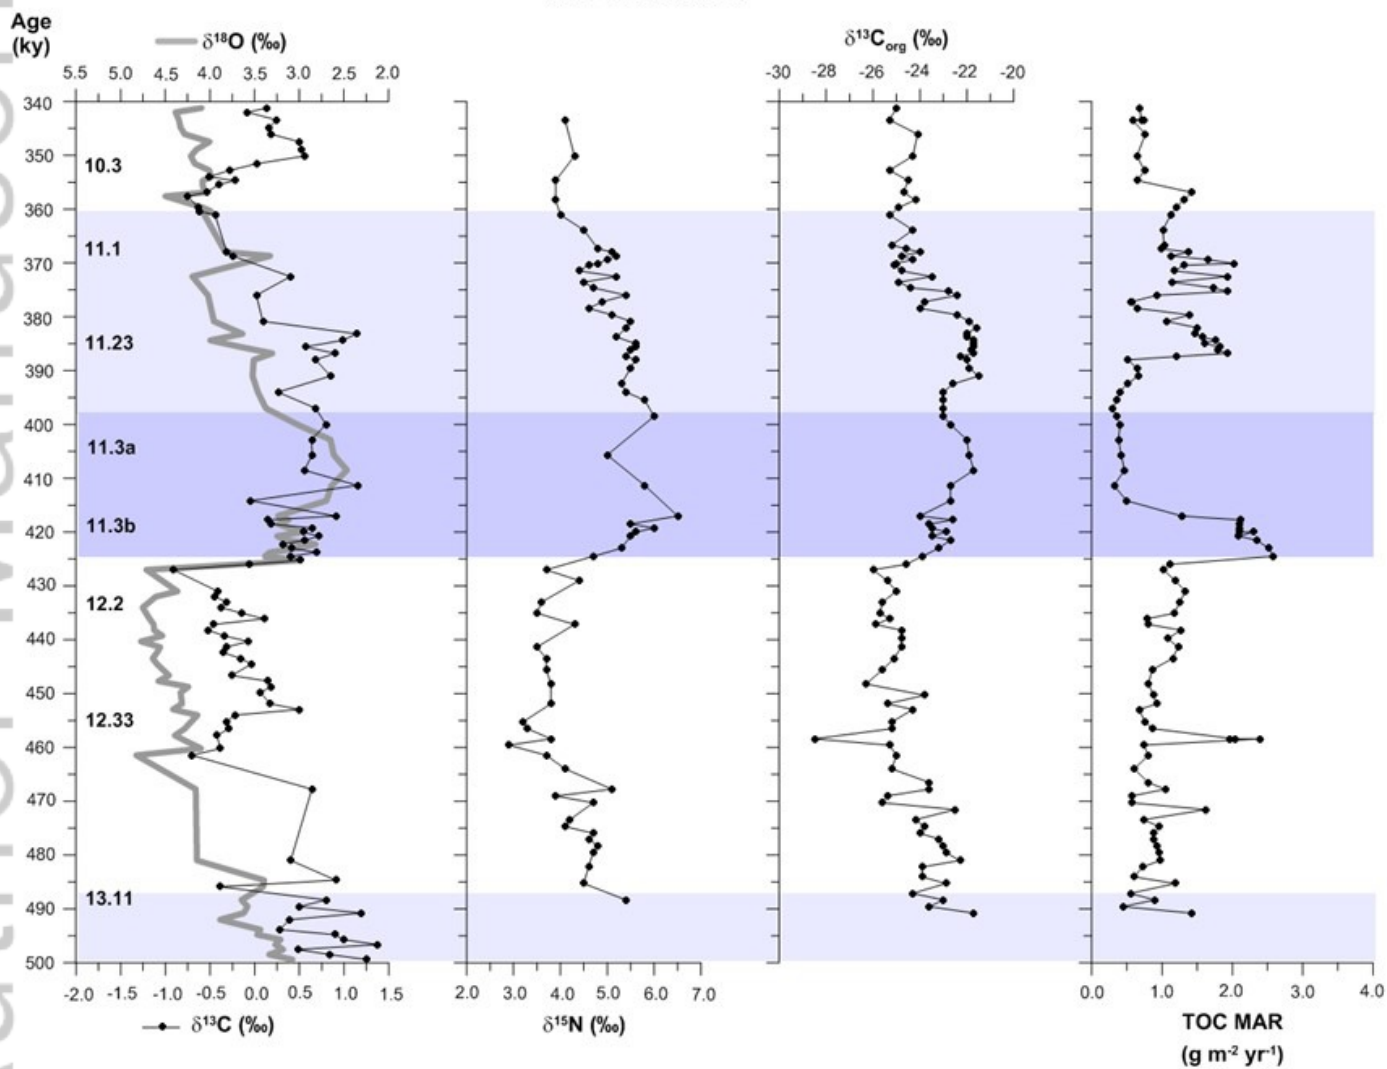 Age
(ky)
δ18O (‰)
δ13Corg (‰)
5.5 5.0 4.5 4.0 3.5 3.0 2.5 2.0
-30 -28 -26 -24 -22 -20
340
350
10.3
360
11.1
370
380
11.23
390
400
11.3a
410
11.3b
420
430
12.2
440
450
12.33
460
470
480
13.11
490
500
-2.0 -1.5 -1.0 -0.5 0.0 0.5 1.0 1.5
2.0 3.0 4.0 5.0 6.0 7.0
0.0 1.0 2.0 3.0 4.0
δ13C (‰)
δ15N (‰)
TOC MAR
(g m-2 yr-1)